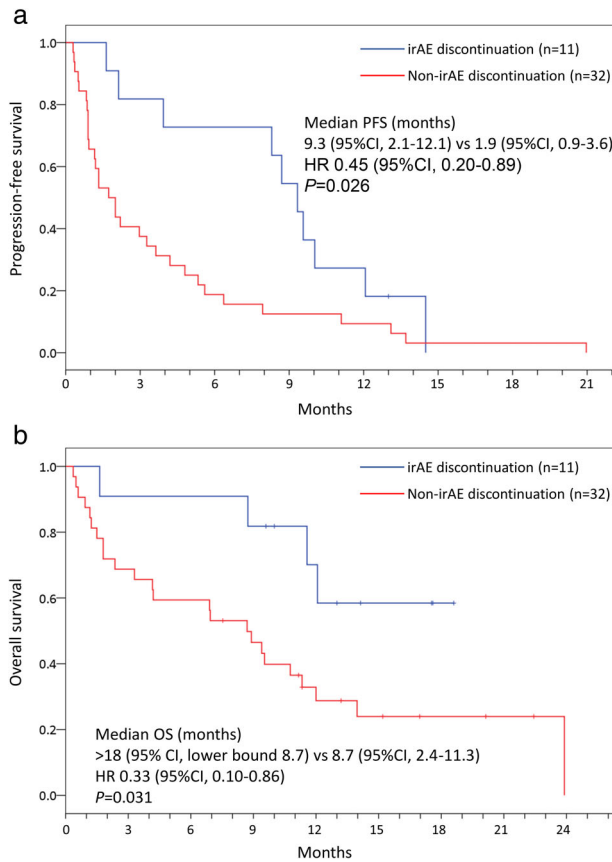 a
1.0
0.8
0.6
0.4
0.2
0.0
Progression-free survival
irAE discontinuation (n=11)
Non-irAE discontinuation (n=32)
Median PFS (months)
9.3 (95%CI, 2.1-12.1) vs 1.9 (95%CI, 0.9-3.6)
HR 0.45 (95%CI, 0.20-0.89)
P=0.026
0 3 6 9 12 15 18 21
Months
b
1.0
0.8
0.6
0.4
0.2
0.0
Overall survival
irAE discontinuation (n=11)
Non-irAE discontinuation (n=32)
Median OS (months)
>18 (95% CI, lower bound 8.7) vs 8.7 (95%CI, 2.4-11.3)
HR 0.33 (95%CI, 0.10-0.86)
P=0.031
0 3 6 9 12 15 18 21 24
Months